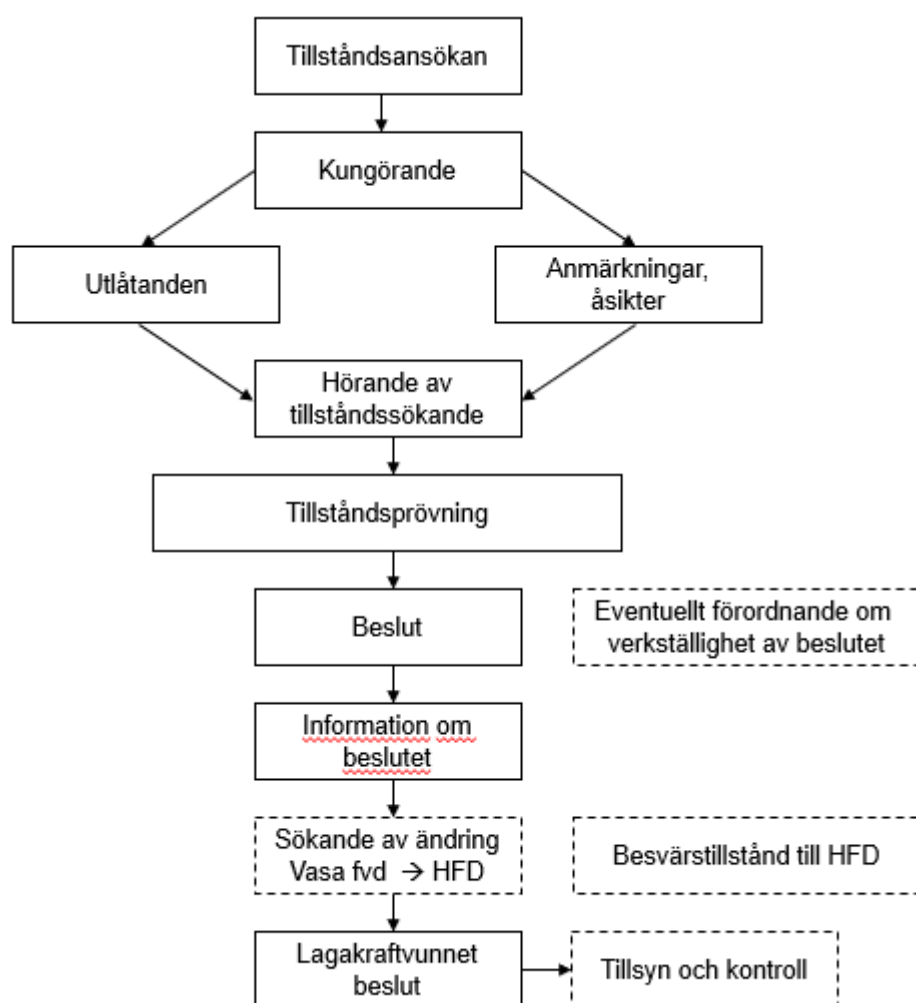 Tillståndsansökan
Kungörande
Utlåtanden
Anmärkningar,
åsikter
Hörande av
tillståndssökande
Tillståndsprövning
Beslut
Eventuellt förordnande om
verkställighet av beslutet
Information om
beslutet
Sökande av ändring
Vasa fvd → HFD
Besvärstillstånd till HFD
Lagakraftvunnet
beslut
Tillsyn och kontroll